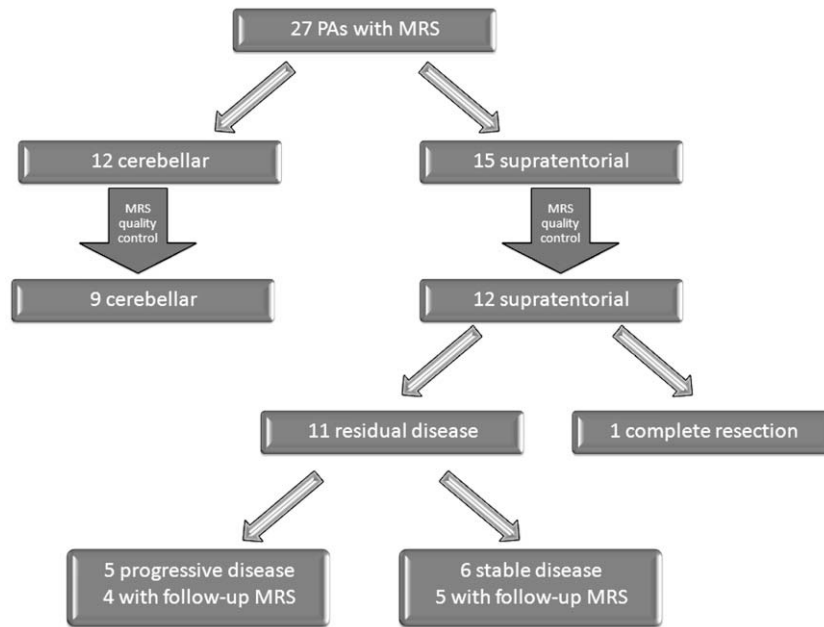 27 PAs with MRS
12 cerebellar
15 supratentorial
MRS
quality
control
MRS
quality
control
9 cerebellar
12 supratentorial
11 residual disease
1 complete resection
5 progressive disease
4 with follow-up MRS
6 stable disease
5 with follow-up MRS